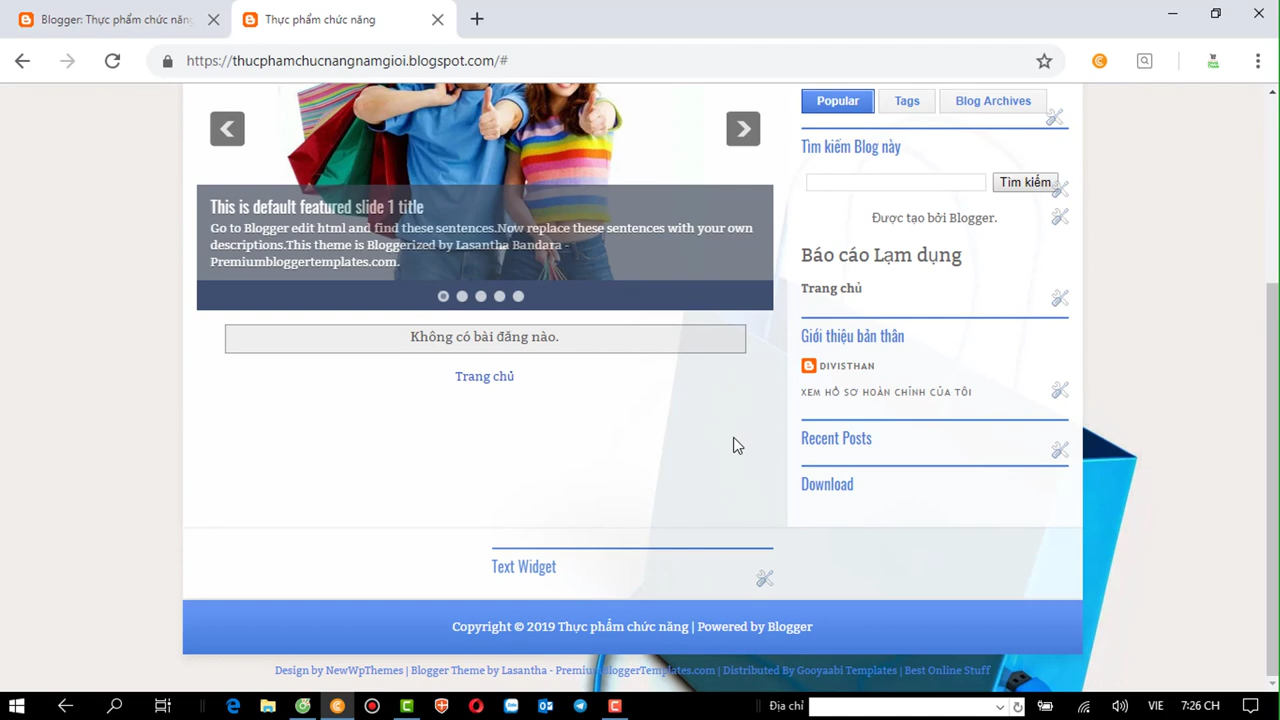 Blogger: Thực phẩm chức năng
Thực phẩm chức năng
https://thucphamchucnangnamgioi.blogspot.com/#
Popular
Tags
Blog Archives
Tìm kiếm Blog này
Tìm kiếm
Được tạo bởi Blogger.
This is default featured slide 1 title
Go to Blogger edit html and find these sentences.Now replace these sentences with your own
descriptions.This theme is Bloggerized by Lasantha Bandara -
Premiumbloggertemplates.com.
Báo cáo Lạm dụng
Trang chủ
Không có bài đăng nào.
Trang chủ
Giới thiệu bản thân
DIVISTHAN
XEM HỒ SƠ HOÀN CHỈNH CỦA TÔI
Recent Posts
Download
Text Widget
Copyright © 2019 Thực phẩm chức năng | Powered by Blogger
Design by NewWpThemes | Blogger Theme by Lasantha - PremiumBloggerTemplates.com | Distributed By Gooyaabi Templates | Best Online Stuff
Địa chỉ
VIE
7:26 CH